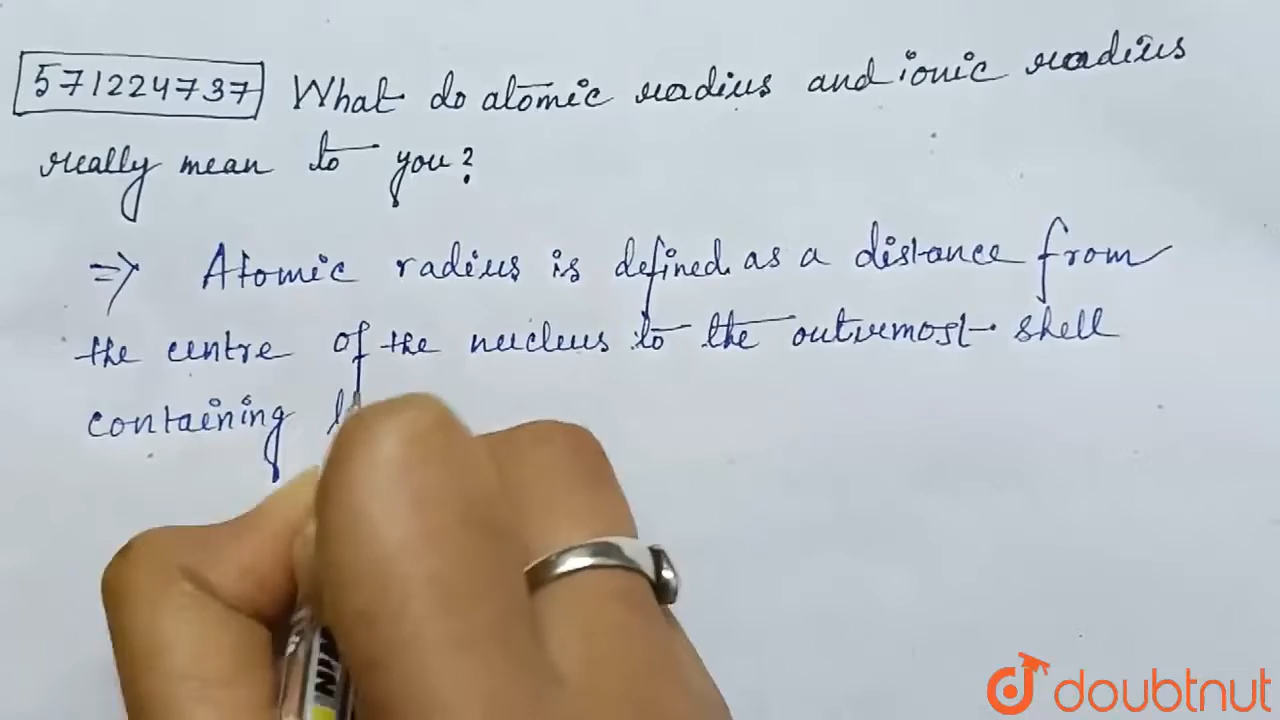 571224737 What do atomic radius and ionic radius
really mean to you?
=> Atomic radius is defined as a distance from
the centre of the nucleus to the outermost shell
containing
doubtnut